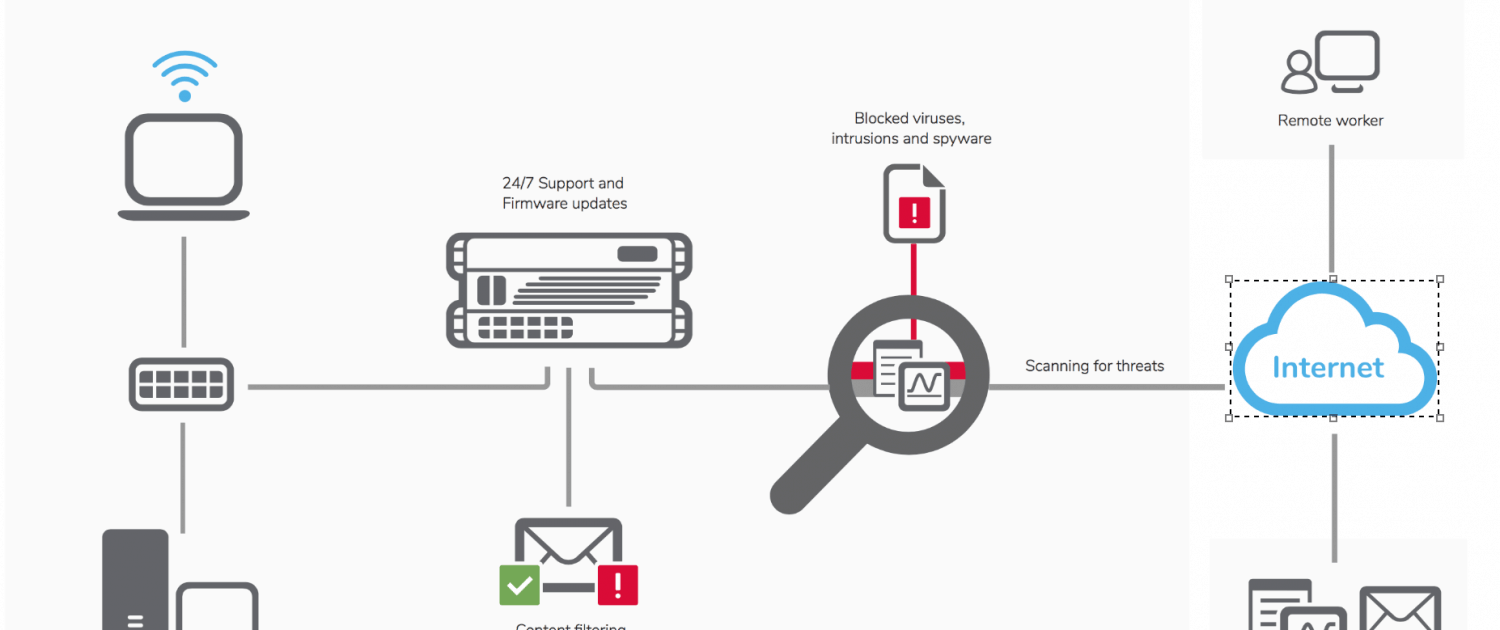 Remote worker
Blocked viruses,
intrusions and spyware
24/7 Support and
Firmware updates
Scanning for threats
Internet
Content filtering